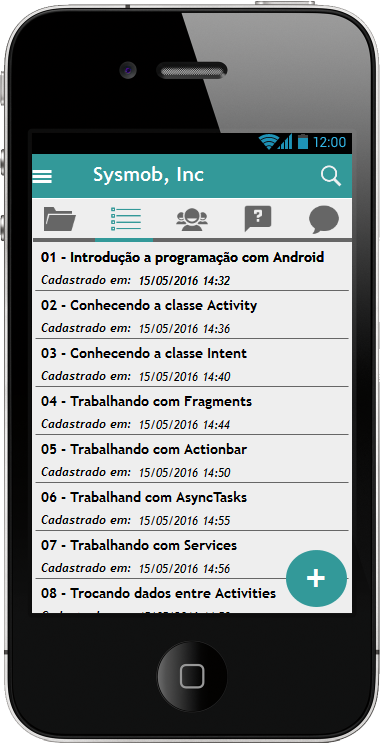 12:00
Sysmob, Inc
?
01 - Introdução a programação com Android
Cadastrado em: 15/05/2016 14:32
02 - Conhecendo a classe Activity
Cadastrado em: 15/05/2016 14:36
03 - Conhecendo a classe Intent
Cadastrado em: 15/05/2016 14:40
04 - Trabalhando com Fragments
Cadastrado em: 15/05/2016 14:44
05 - Trabalhando com Actionbar
Cadastrado em: 15/05/2016 14:50
06 - Trabalhand com AsyncTasks
Cadastrado em: 15/05/2016 14:55
07 - Trabalhando com Services
Cadastrado em: 15/05/2016 14:56
+
08 - Trocando dados entre Activities